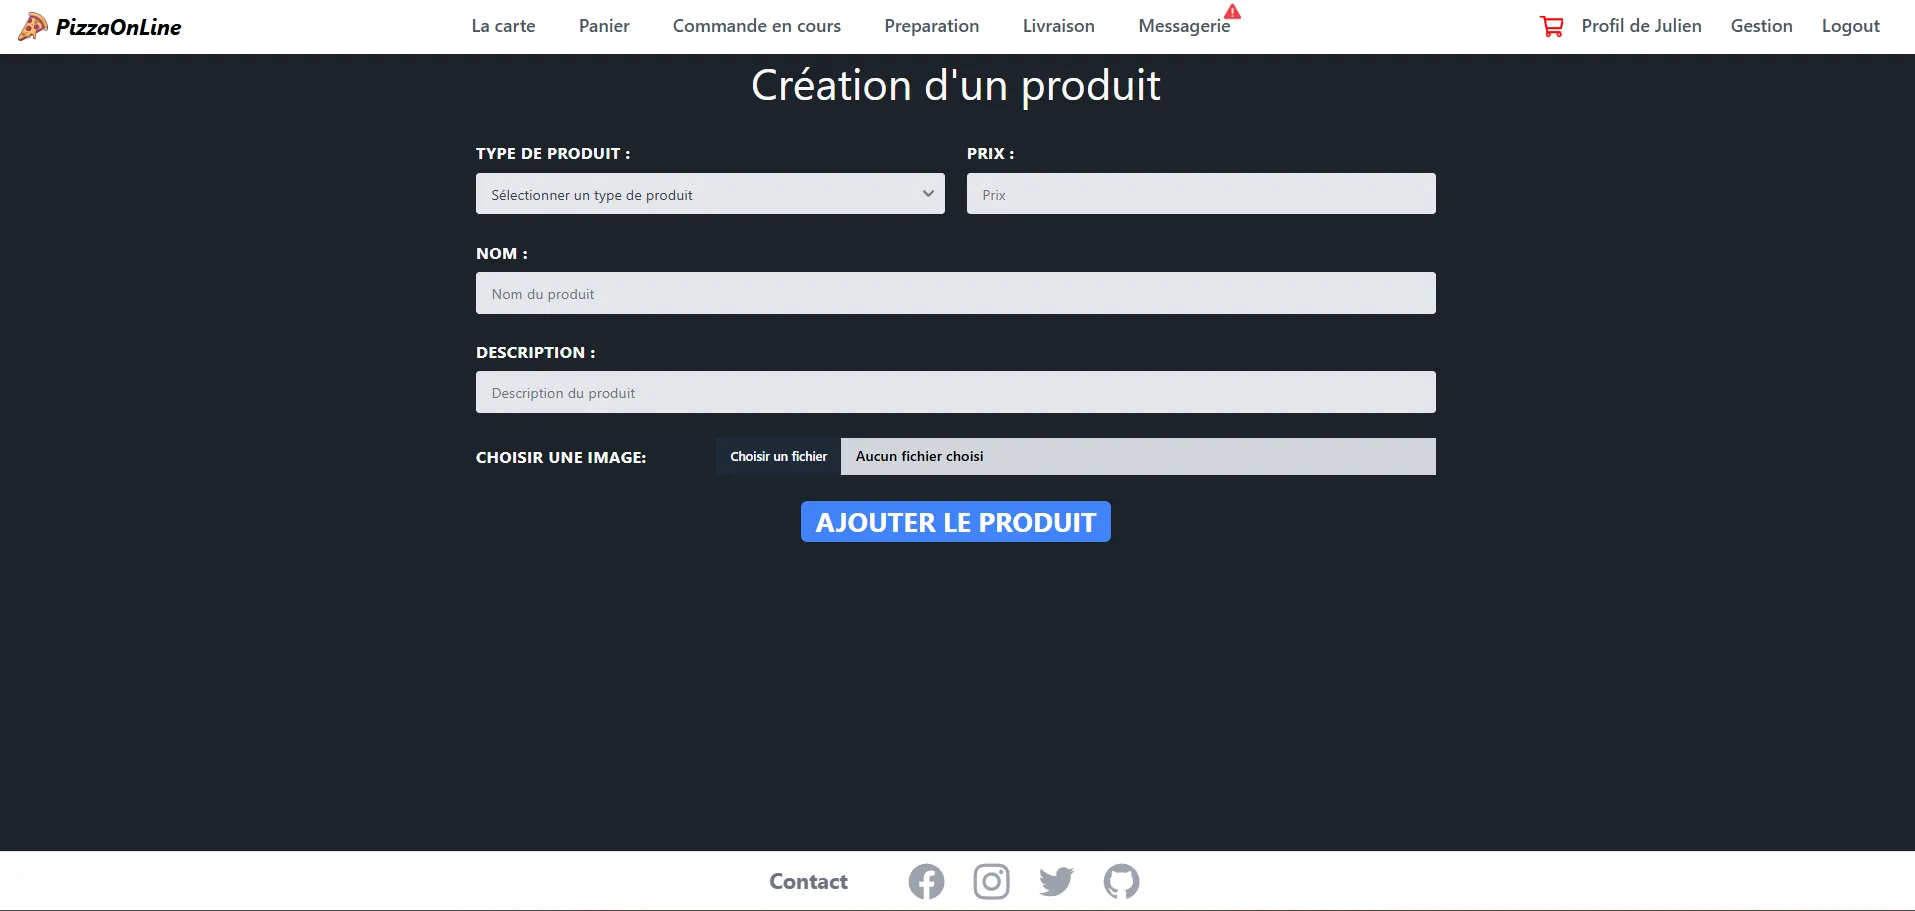 PizzaOnLine La carte Panier Commande en cours Preparation Livraison Messagerie Profil de Julien Gestion Logout
Création d'un produit
TYPE DE PRODUIT : PRIX :
Sélectionner un type de produit Prix
NOM :
Nom du produit
DESCRIPTION :
Description du produit
CHOISIR UNE IMAGE: Choisir un fichier Aucun fichier choisi
AJOUTER LE PRODUIT
Contact